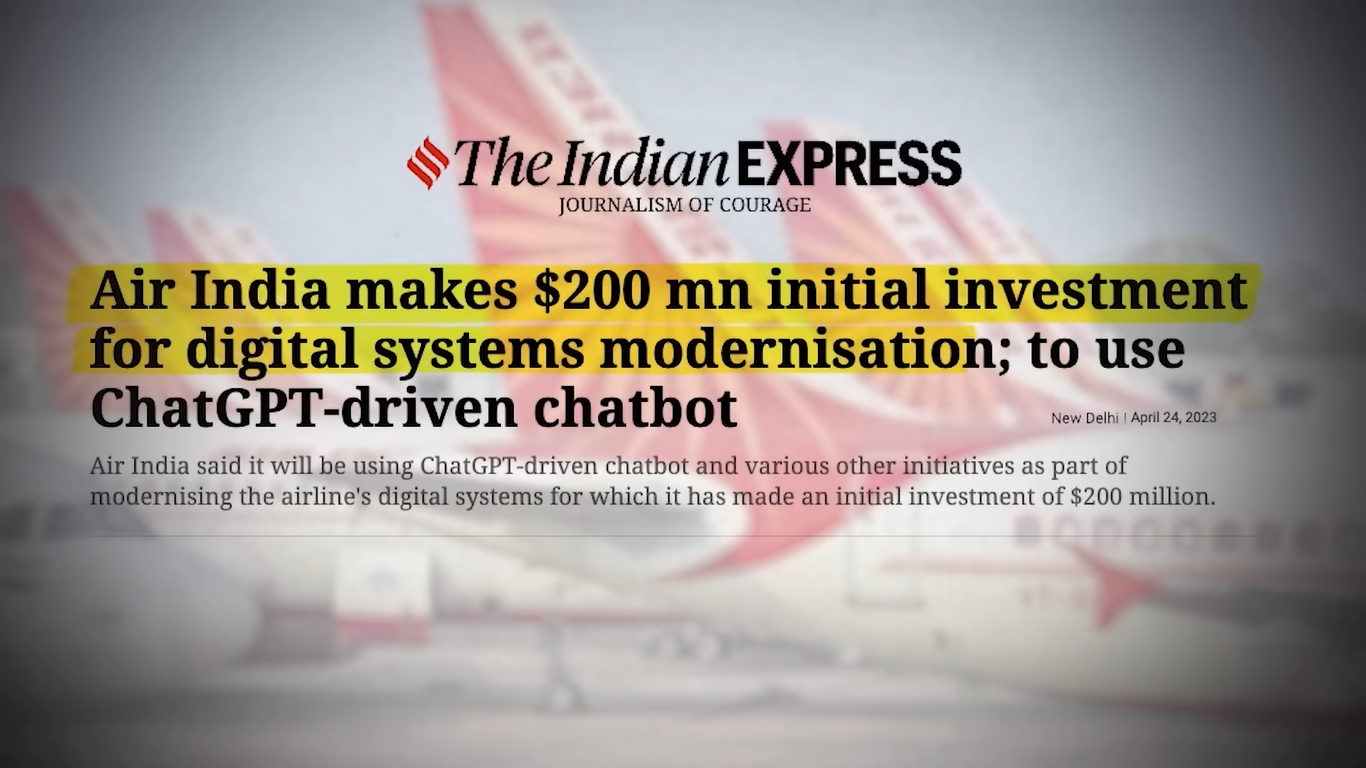 The Indian EXPRESS
JOURNALISM OF COURAGE
Air India makes $200 mn initial investment
for digital systems modernisation; to use
ChatGPT-driven chatbot
New Delhi | April 24, 2023
Air India said it will be using ChatGPT-driven chatbot and various other initiatives as part of
modernising the airline's digital systems for which it has made an initial investment of $200 million.